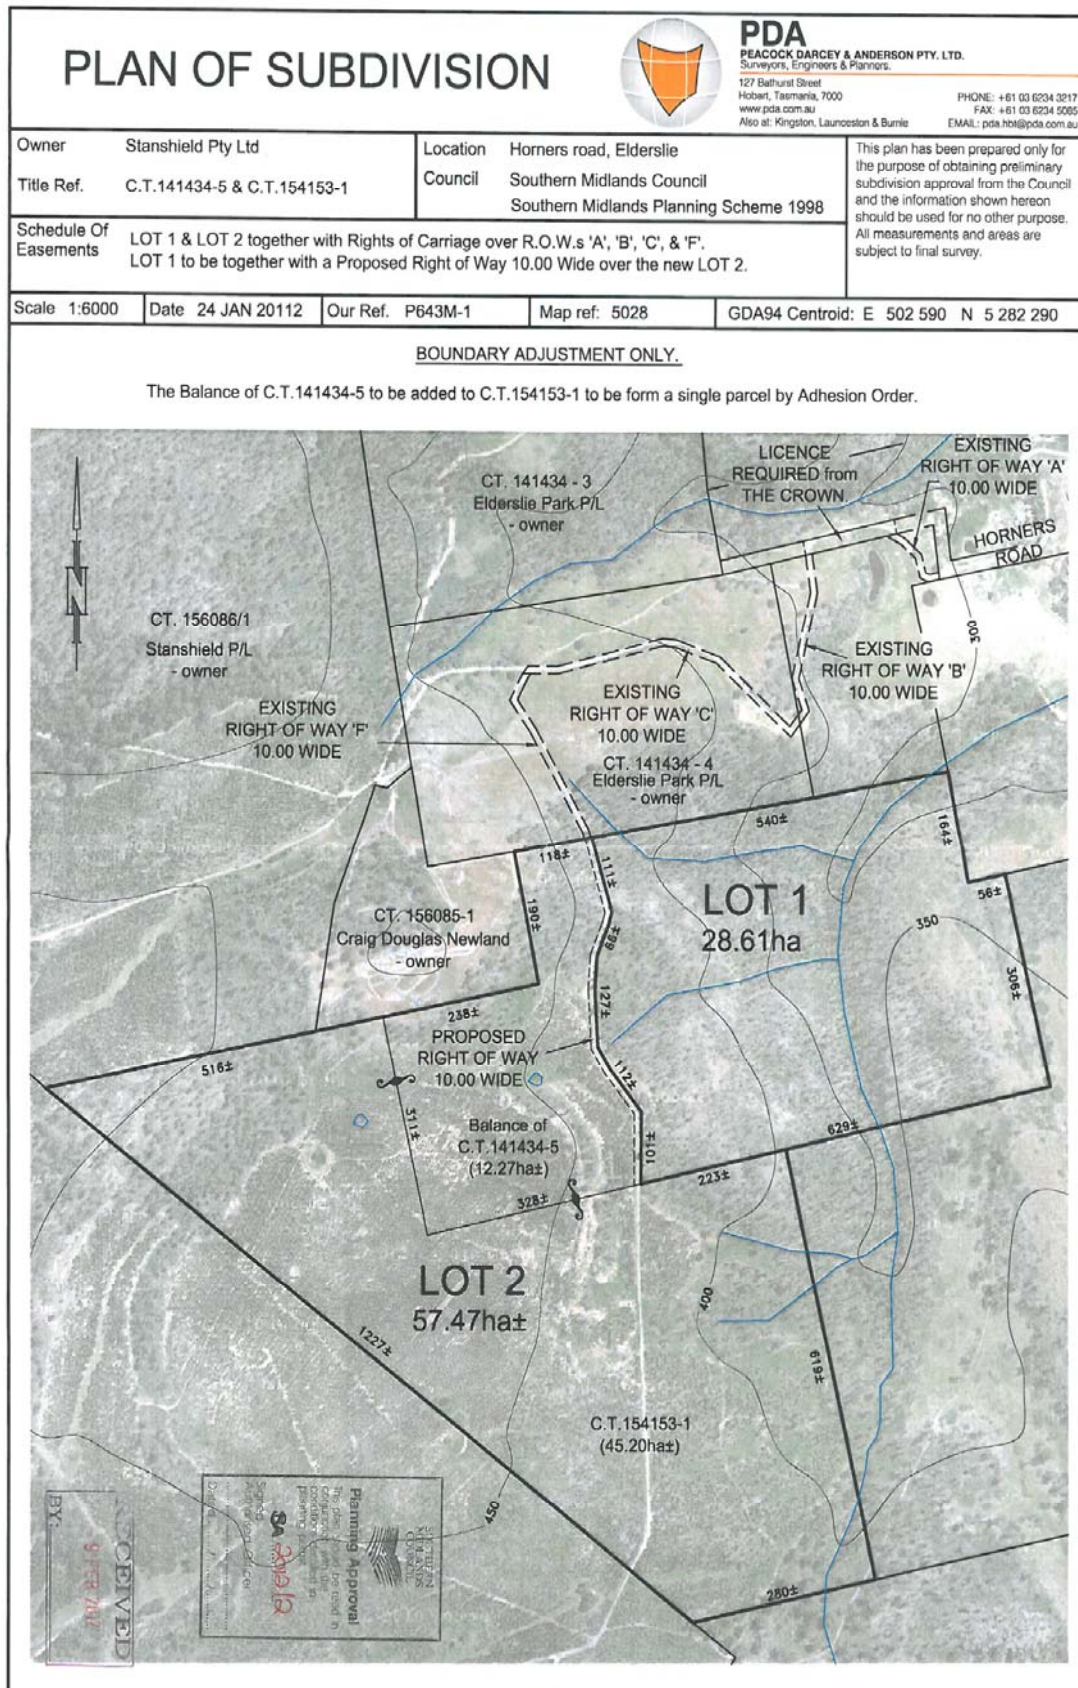 PLAN OF SUBDIVISION
PDA
PEACOCK DARCEY & ANDERSON PTY. LTD.
Surveyors, Engineers & Planners.
127 Bathurst Street
Hobart, Tasmania, 7000
www.pda.com.au
Also at: Kingston, Launceston & Burnie
PHONE: +61 03 6234 3217
FAX: +61 03 6234 5085
EMAIL: pda.hbt@pda.com.au
Owner Stanshield Pty Ltd
Title Ref. C.T.141434-5 & C.T.154153-1
Location Horners road, Elderslie
Council Southern Midlands Council
Southern Midlands Planning Scheme 1998
This plan has been prepared only for
the purpose of obtaining preliminary
subdivision approval from the Council
and the information shown hereon
should be used for no other purpose.
All measurements and areas are
subject to final survey.
Schedule Of
Easements
LOT 1 & LOT 2 together with Rights of Carriage over R.O.W.s 'A', 'B', 'C', & 'F'.
LOT 1 to be together with a Proposed Right of Way 10.00 Wide over the new LOT 2.
Scale 1:6000
Date 24 JAN 20112
Our Ref. P643M-1
Map ref: 5028
GDA94 Centroid: E 502 590 N 5 282 290
BOUNDARY ADJUSTMENT ONLY.
The Balance of C.T.141434-5 to be added to C.T.154153-1 to be form a single parcel by Adhesion Order.
CT. 141434 - 3
Elderslie Park P/L
- owner
LICENCE
REQUIRED from
THE CROWN.
EXISTING
RIGHT OF WAY 'A'
10.00 WIDE
HORNERS
ROAD
N
CT. 156086/1
Stanshield P/L
- owner
300
EXISTING
RIGHT OF WAY 'B'
10.00 WIDE
EXISTING
RIGHT OF WAY 'F'
10.00 WIDE
EXISTING
RIGHT OF WAY 'C'
10.00 WIDE
CT. 141434 - 4
Elderslie Park P/L
- owner
540±
164±
118±
111±
56±
LOT 1
28.61ha
190±
CT. 156085-1
Craig Douglas Newland
- owner
350
99±
306±
127±
238±
PROPOSED
RIGHT OF WAY
10.00 WIDE
516±
112±
311±
Balance of
C.T.141434-5
(12.27ha±)
629±
101±
223±
328±
LOT 2
57.47ha±
400
1227±
619±
C.T.154153-1
(45.20ha±)
450
280±
SOUTHERN
MIDLANDS
COUNCIL
Planning Approval
Signed
BY:
9 FEB 2012